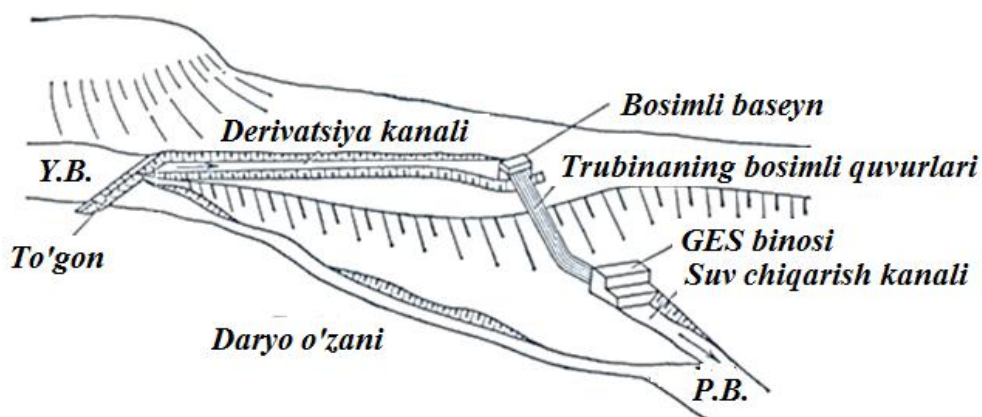 Bosimli baseyn
Derivatsiya kanali
Y.B.
Trubinaning bosimli quvurlari
To'gon
GES binosi
Suv chiqarish kanali
Daryo o'zani
P.B.